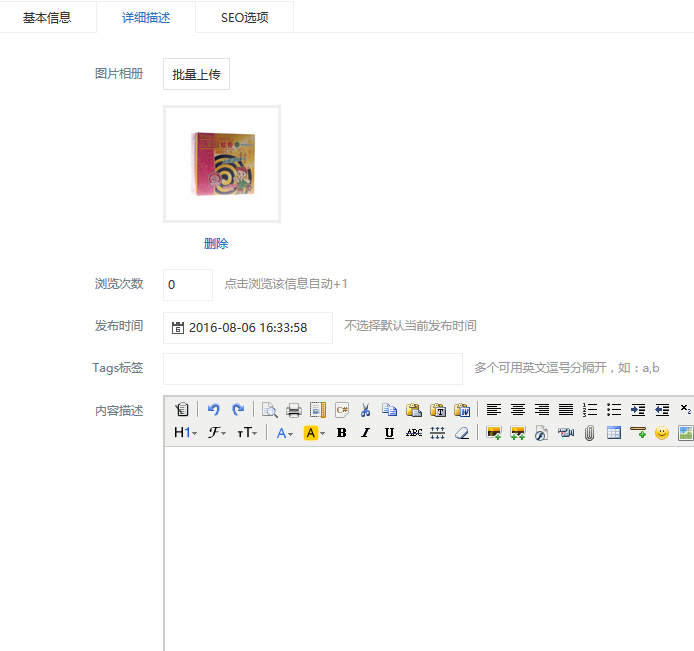 基本信息 详细描述 SEO选项
图片相册 批量上传
删除
浏览次数 0 点击浏览该信息自动+1
发布时间 2016-08-06 16:33:58 不选择默认当前发布时间
Tags标签 多个可用英文逗号分隔开，如：a,b
内容描述
C# T W x₂
H1 F тT A A B I U ABC